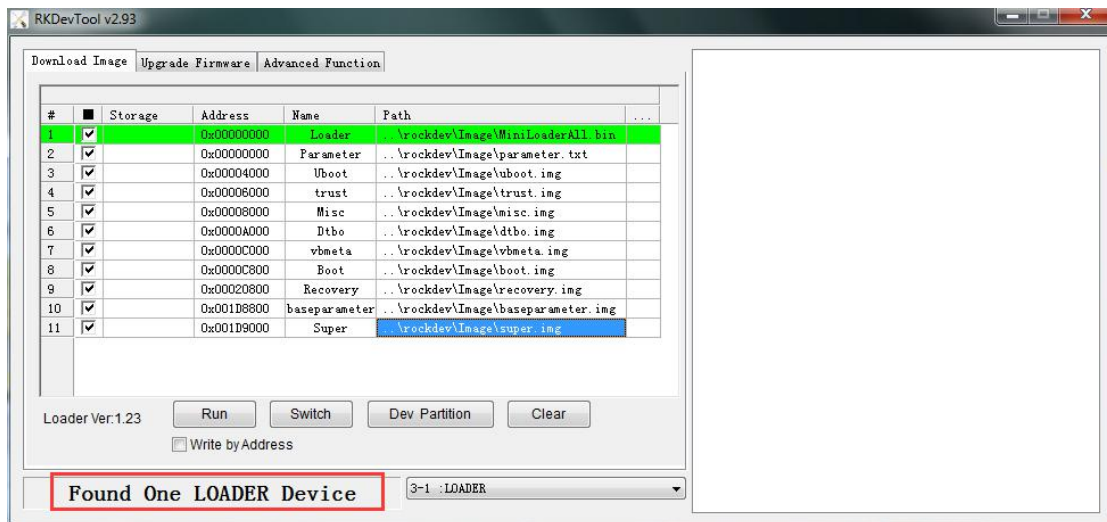 RKDevTool v2.93
Download Image Upgrade Firmware Advanced Function
# Storage Address Name Path ...
1 0x00000000 Loader ..\rockdev\Image\MiniLoaderAll.bin
2 0x00000000 Parameter ..\rockdev\Image\parameter.txt
3 0x00004000 Uboot ..\rockdev\Image\uboot.img
4 0x00006000 trust ..\rockdev\Image\trust.img
5 0x00008000 Misc ..\rockdev\Image\misc.img
6 0x0000A000 Dtbo ..\rockdev\Image\dtbo.img
7 0x0000C000 vbmeta ..\rockdev\Image\vbmeta.img
8 0x0000C800 Boot ..\rockdev\Image\boot.img
9 0x00020800 Recovery ..\rockdev\Image\recovery.img
10 0x001D8800 baseparameter ..\rockdev\Image\baseparameter.img
11 0x001D9000 Super ..\rockdev\Image\super.img
Loader Ver:1.23 Run Switch Dev Partition Clear
Write by Address
Found One LOADER Device 3-1 :LOADER